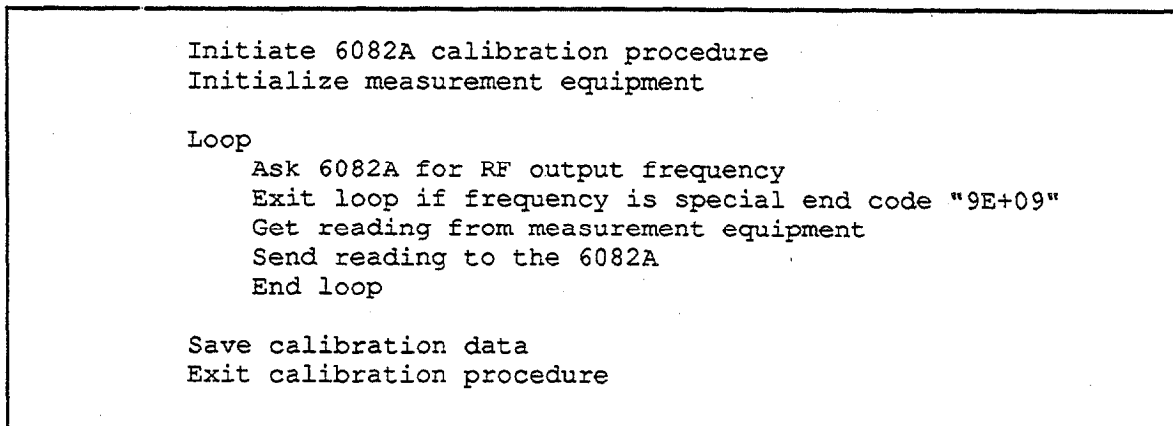 Initiate 6082A calibration procedure
Initialize measurement equipment
Loop
Ask 6082A for RF output frequency
Exit loop if frequency is special end code "9E+09"
Get reading from measurement equipment
Send reading to the 6082A
End loop
Save calibration data
Exit calibration procedure